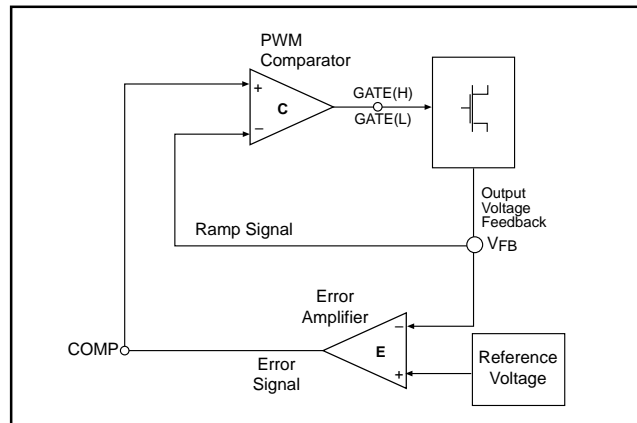 PWM
Comparator
+
C
–
GATE(H)
GATE(L)
Output
Voltage
Feedback
VFB
Ramp Signal
Error
Amplifier
–
E
+
COMP
Error
Signal
Reference
Voltage